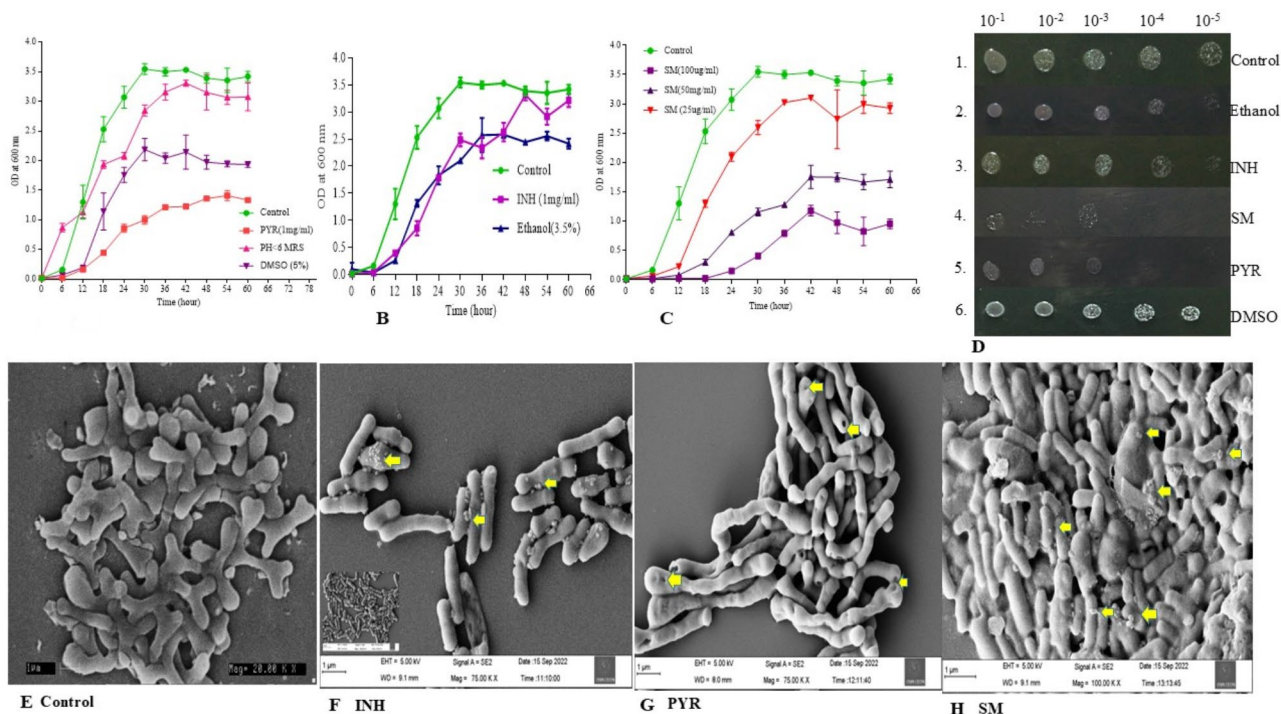 4.0
3.5
3.0
2.5
2.0
1.5
1.0
0.5
0.0
OD at 600 nm
Control
PYR(1mg/ml)
PH<6 MRS
DMSO (5%)
0 6 12 18 24 30 36 42 48 54 60 66 72 78
Time (hour)
4.0
3.5
3.0
2.5
2.0
1.5
1.0
0.5
0.0
OD at 600 nm
Control
INH (1mg/ml)
Ethanol(3.5%)
0 6 12 18 24 30 36 42 48 54 60 66
Time (hour)
B
4.0
3.5
3.0
2.5
2.0
1.5
1.0
0.5
0.0
OD at 600 nm
Control
SM(100ug/ml)
SM(50mg/ml)
SM (25ug/ml)
0 6 12 18 24 30 36 42 48 54 60 66
Time (hour)
C
10-1 10-2 10-3 10-4 10-5
1. Control
2. Ethanol
3. INH
4. SM
5. PYR
6. DMSO
D
1µm Mag= 20.00 K X
E Control
1 µm
EHT = 5.00 kV Signal A = SE2 Date :15 Sep 2022
WD = 9.1 mm Mag = 75.00 K X Time :11:10:00
F INH
1 µm
EHT = 5.00 kV Signal A = SE2 Date :15 Sep 2022
WD = 8.0 mm Mag = 75.00 K X Time :12:11:40
G PYR
1 µm
EHT = 5.00 kV Signal A = SE2 Date :15 Sep 2022
WD = 9.1 mm Mag = 100.00 K X Time :13:13:45
H SM